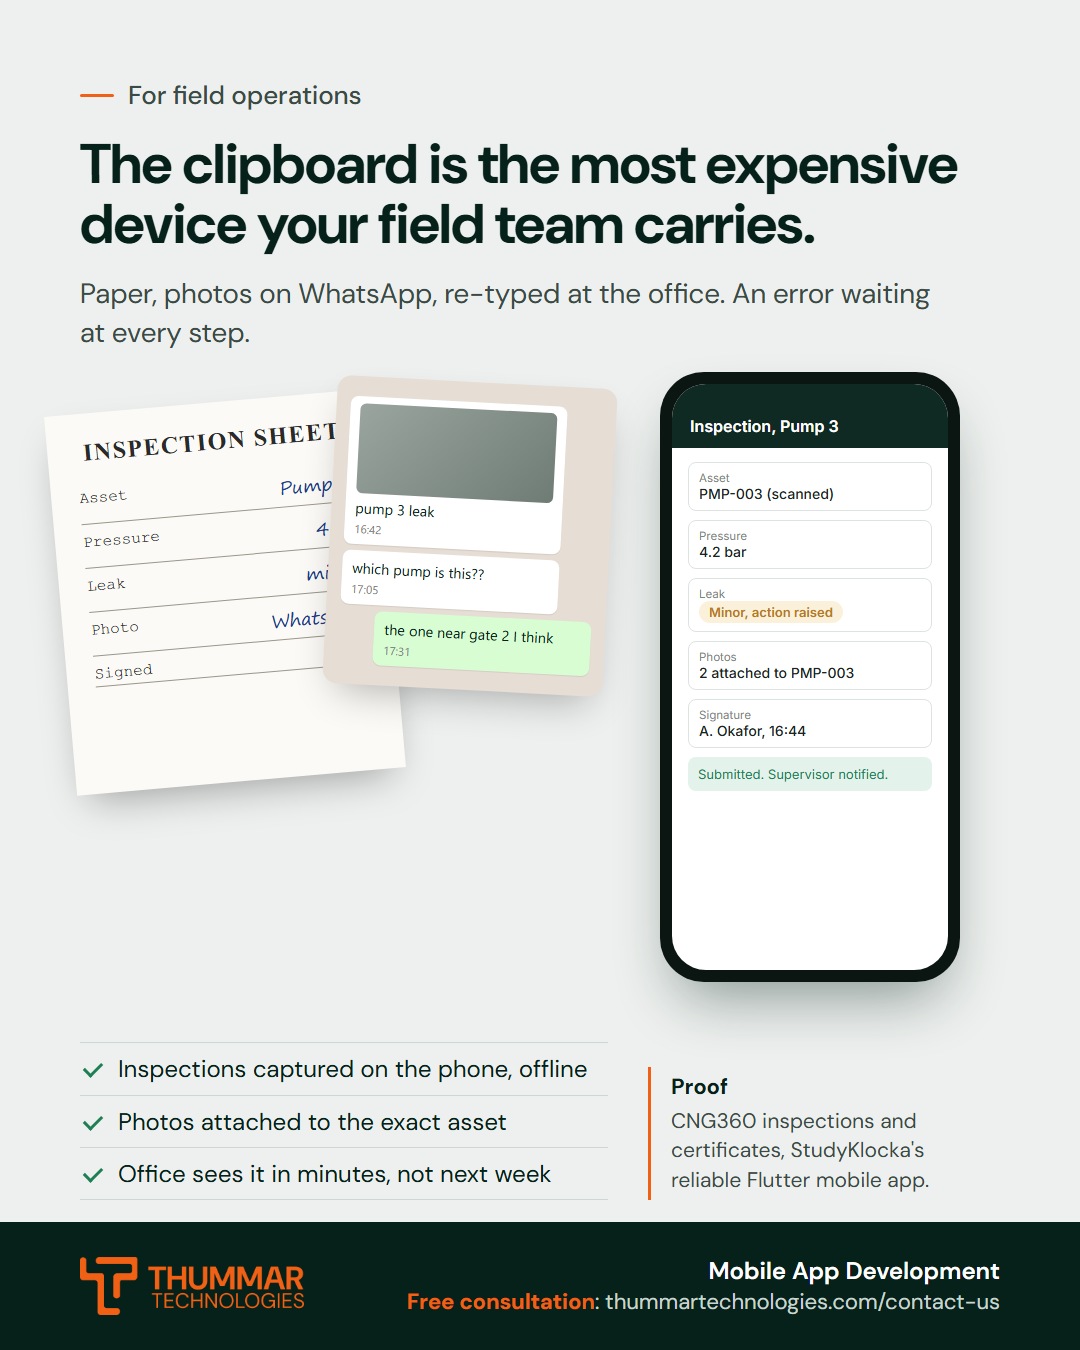 For field operations
The clipboard is the most expensive
device your field team carries.
Paper, photos on WhatsApp, re-typed at the office. An error waiting
at every step.
INSPECTION SHEET
Asset Pump
Pressure 4
Leak mi
Photo Whats
Signed
pump 3 leak
16:42
which pump is this??
17:05
the one near gate 2 I think
17:31
Inspection, Pump 3
Asset
PMP-003 (scanned)
Pressure
4.2 bar
Leak
Minor, action raised
Photos
2 attached to PMP-003
Signature
A. Okafor, 16:44
Submitted. Supervisor notified.
Inspections captured on the phone, offline
Photos attached to the exact asset
Office sees it in minutes, not next week
Proof
CNG360 inspections and
certificates, StudyKlocka's
reliable Flutter mobile app.
THUMMAR
TECHNOLOGIES
Mobile App Development
Free consultation: thummartechnologies.com/contact-us